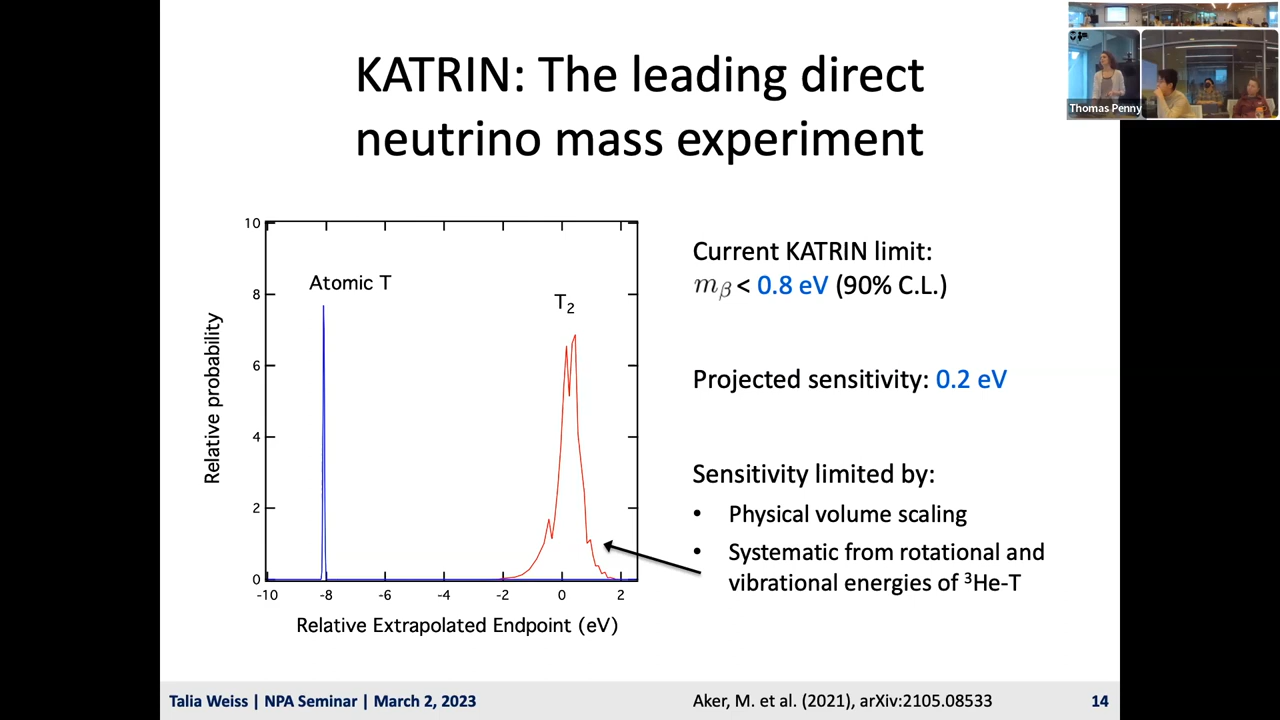 Thomas Penny
KATRIN: The leading direct
neutrino mass experiment
10
8
6
4
2
0
Relative probability
Atomic T
T₂
-10 -8 -6 -4 -2 0 2
Relative Extrapolated Endpoint (eV)
Current KATRIN limit:
mᵦ < 0.8 eV (90% C.L.)
Projected sensitivity: 0.2 eV
Sensitivity limited by:
• Physical volume scaling
• Systematic from rotational and
vibrational energies of ³He-T
Talia Weiss | NPA Seminar | March 2, 2023
Aker, M. et al. (2021), arXiv:2105.08533
14